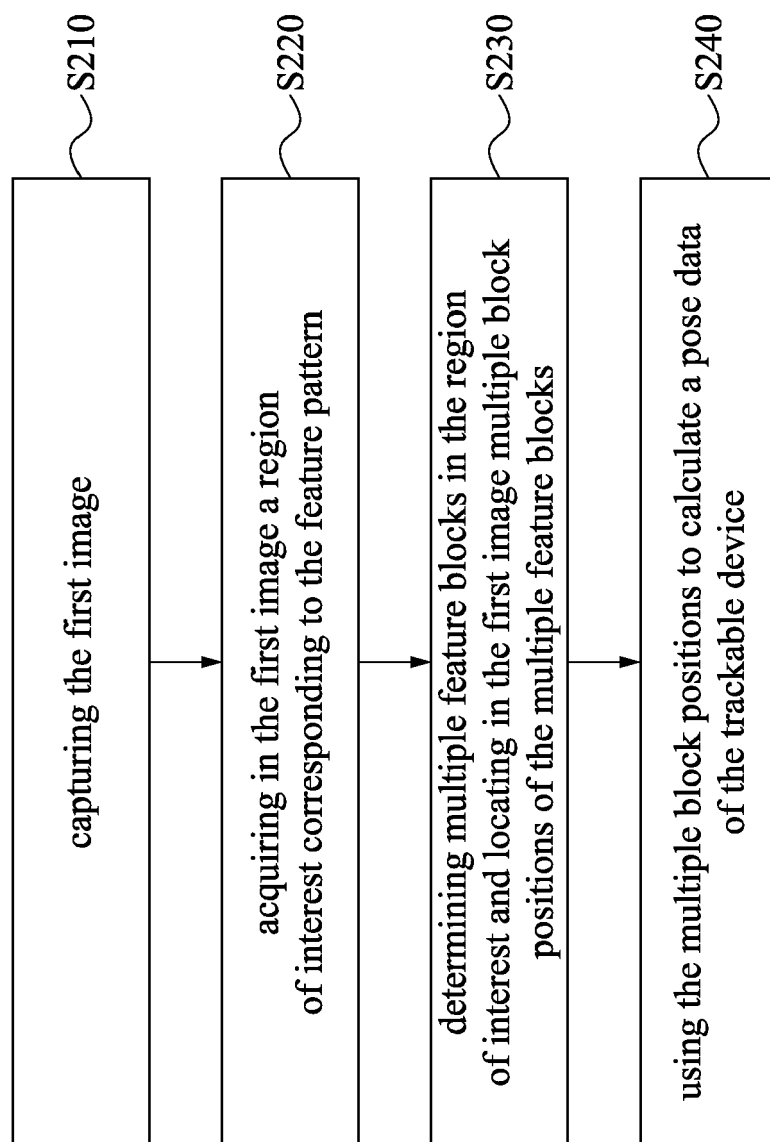 capturing the first image
S210
acquiring in the first image a region
of interest corresponding to the feature pattern
S220
determining multiple feature blocks in the region
of interest and locating in the first image multiple block
positions of the multiple feature blocks
S230
using the multiple block positions to calculate a pose data
of the trackable device
S240